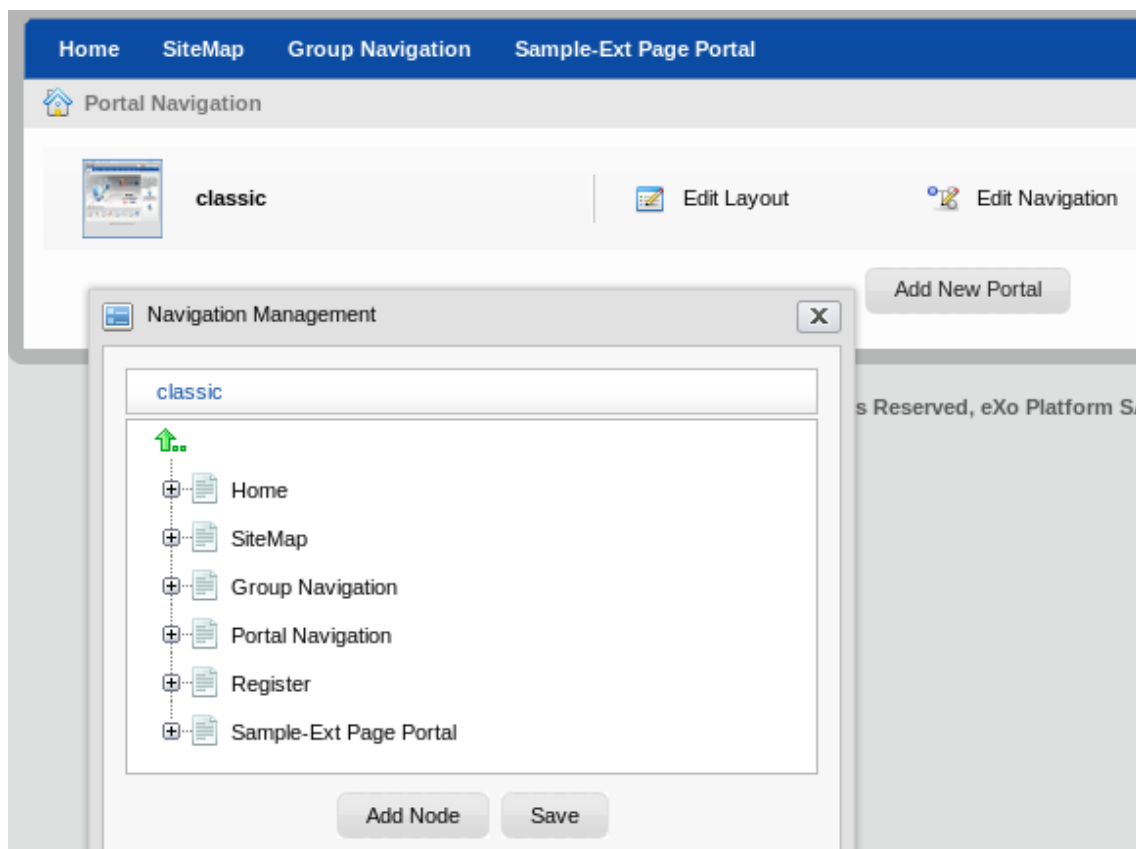 Home SiteMap Group Navigation Sample-Ext Page Portal
Portal Navigation
classic Edit Layout Edit Navigation
Add New Portal
Navigation Management
classic
s Reserved, eXo Platform
Home
SiteMap
Group Navigation
Portal Navigation
Register
Sample-Ext Page Portal
Add Node Save